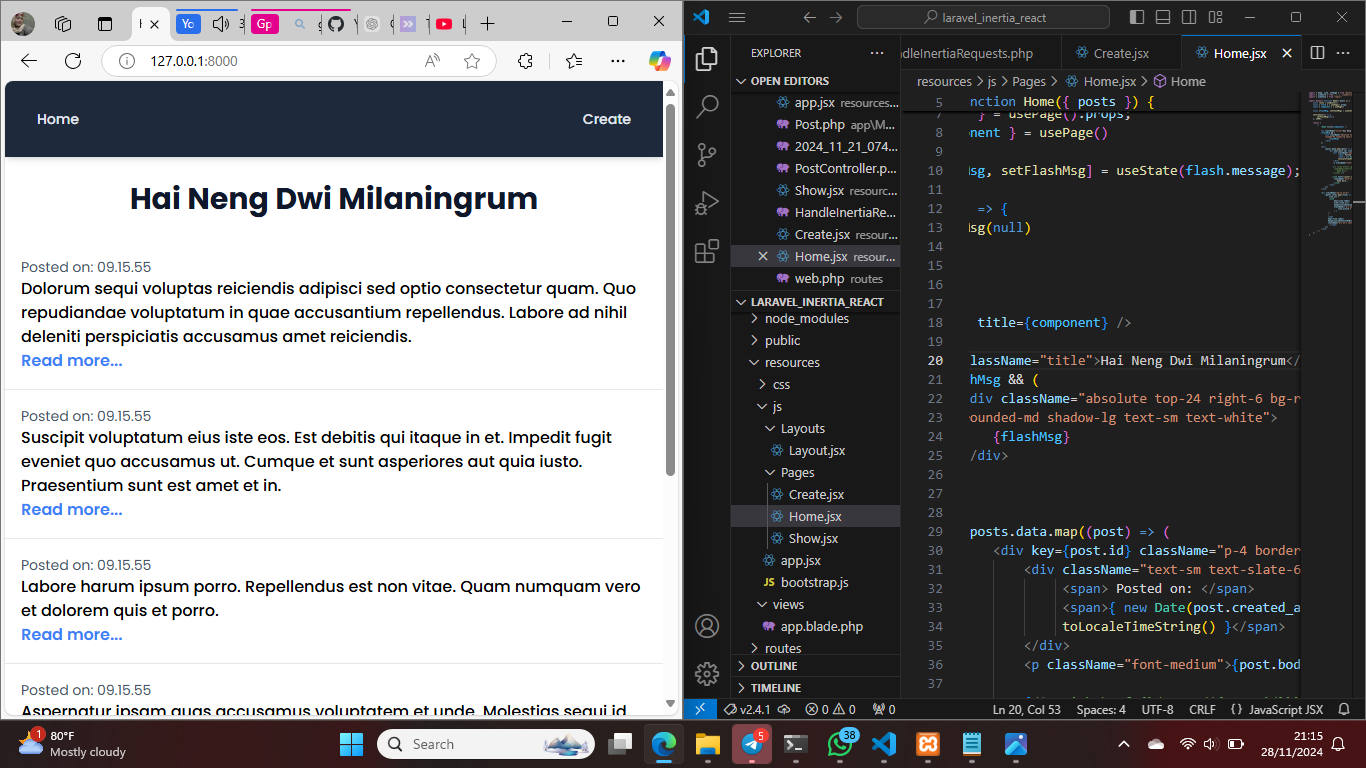 Yo
3
Gp
127.0.0.1:8000
Home
Create
Hai Neng Dwi Milaningrum
Posted on: 09.15.55
Dolorum sequi voluptas reiciendis adipisci sed optio consectetur quam. Quo
repudiandae voluptatum in quae accusantium repellendus. Labore ad nihil
deleniti perspiciatis accusamus amet reiciendis.
Read more...
Posted on: 09.15.55
Suscipit voluptatum eius iste eos. Est debitis qui itaque in et. Impedit fugit
eveniet quo accusamus ut. Cumque et sunt asperiores aut quia iusto.
Praesentium sunt est amet et in.
Read more...
Posted on: 09.15.55
Labore harum ipsum porro. Repellendus est non vitae. Quam numquam vero
et dolorem quis et porro.
Read more...
Posted on: 09.15.55
Aspernatur ipsam quas accusamus voluptatem et unde. Molestias sequi id
laravel_inertia_react
EXPLORER
OPEN EDITORS
app.jsx resources...
Post.php app\M...
2024_11_21_074...
PostController.p...
Show.jsx resourc...
HandleInertiaRe...
Create.jsx resour...
Home.jsx resour...
web.php routes
LARAVEL_INERTIA_REACT
node_modules
public
resources
css
js
Layouts
Layout.jsx
Pages
Create.jsx
Home.jsx
Show.jsx
app.jsx
JS bootstrap.js
views
app.blade.php
routes
OUTLINE
TIMELINE
ndleInertiaRequests.php
Create.jsx
Home.jsx
resources > js > Pages > Home.jsx > Home
5 nction Home({ posts }) {
} = usePage().props;
8 onent } = usePage()
9
10 Msg, setFlashMsg] = useState(flash.message);
11
12 => {
13 Msg(null)
14
15
16
17
18 title={component} />
19
20 lassName="title">Hai Neng Dwi Milaningrum</
21 hMsg && (
22 div className="absolute top-24 right-6 bg-r
23 ounded-md shadow-lg text-sm text-white">
24 {flashMsg}
25 /div>
26
27
28
29 posts.data.map((post) => (
30 <div key={post.id} className="p-4 border
31 <div className="text-sm text-slate-6
32 <span> Posted on: </span>
33 <span>{ new Date(post.created_a
34 toLocaleTimeString() }</span>
35 </div>
36 <p className="font-medium">{post.bod
37
v2.4.1
0
0
0
Ln 20, Col 53
Spaces: 4
UTF-8
CRLF
{} JavaScript JSX
1
80°F
Mostly cloudy
Search
5
38
21:15
28/11/2024